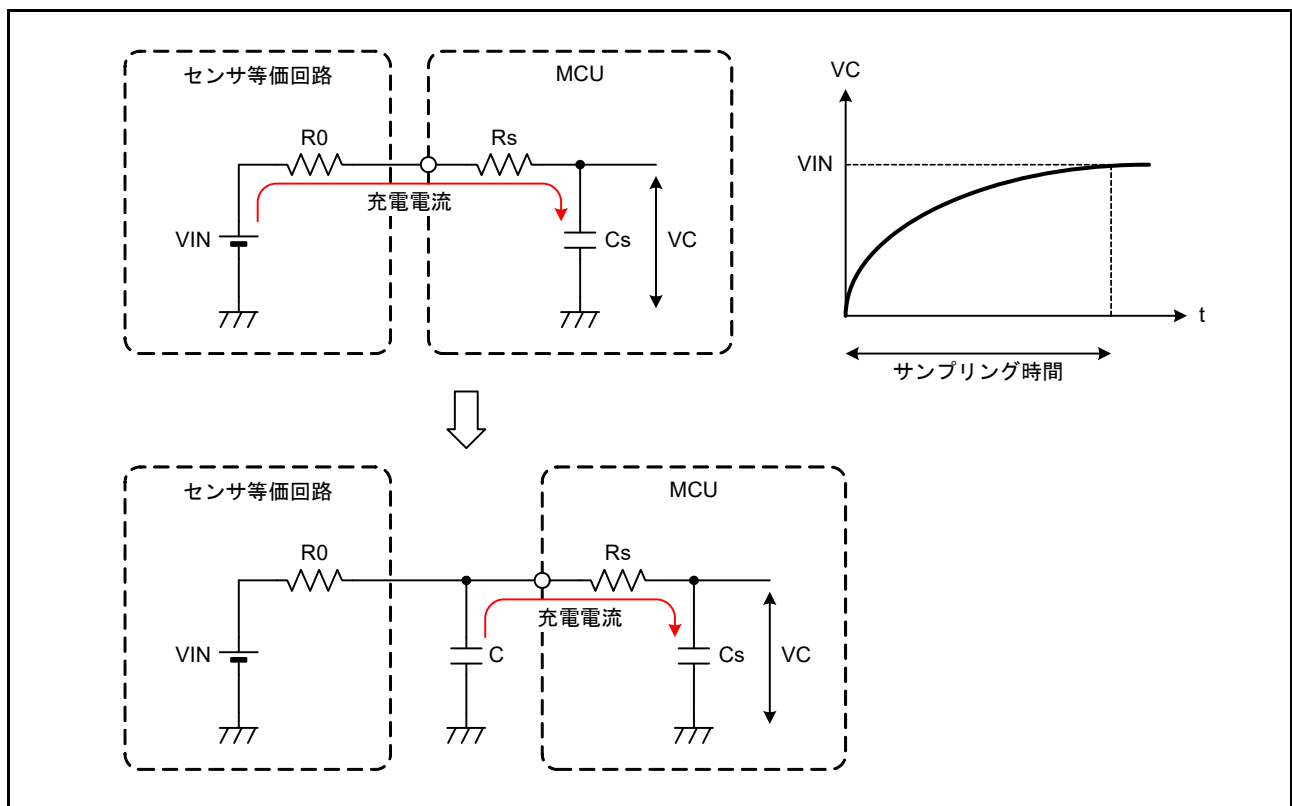 センサ等価回路
MCU
R0
Rs
充電電流
VIN
Cs
VC
VC
VIN
t
サンプリング時間
センサ等価回路
MCU
R0
Rs
充電電流
VIN
C
Cs
VC